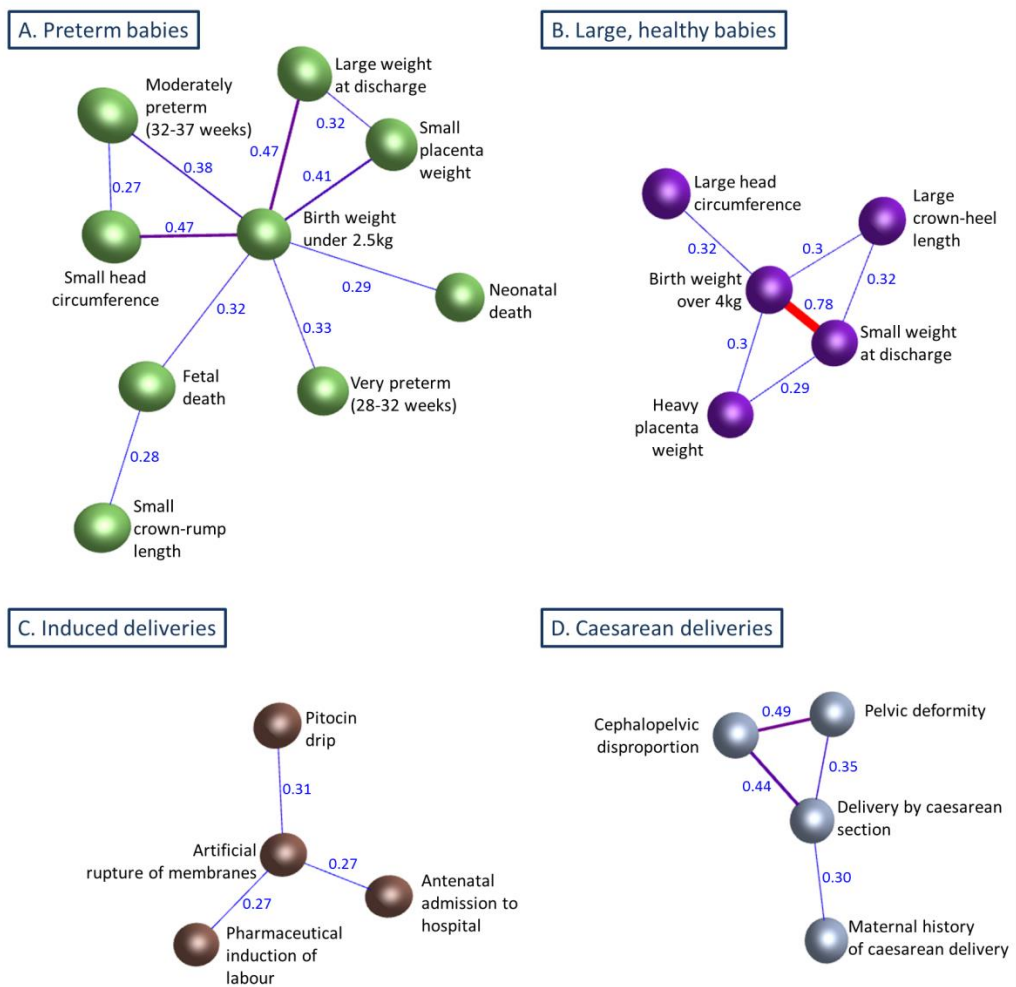 A. Preterm babies
Large weight
at discharge
Moderately
preterm
(32-37 weeks)
0.32
Small
placenta
weight
0.47
0.38
0.41
0.27
0.47
Birth weight
under 2.5kg
Small head
circumference
0.29
Neonatal
death
0.32
0.33
Fetal
death
Very preterm
(28-32 weeks)
0.28
Small
crown-rump
length
B. Large, healthy babies
Large head
circumference
Large
crown-heel
length
0.32
0.3
0.32
Birth weight
over 4kg
0.78
Small weight
at discharge
0.3
0.29
Heavy
placenta
weight
C. Induced deliveries
Pitocin
drip
0.31
Artificial
rupture of membranes
0.27
0.27
Antenatal
admission to
hospital
Pharmaceutical
induction of
labour
D. Caesarean deliveries
Cephalopelvic
disproportion
0.49
Pelvic deformity
0.35
0.44
Delivery by caesarean
section
0.30
Maternal history
of caesarean delivery